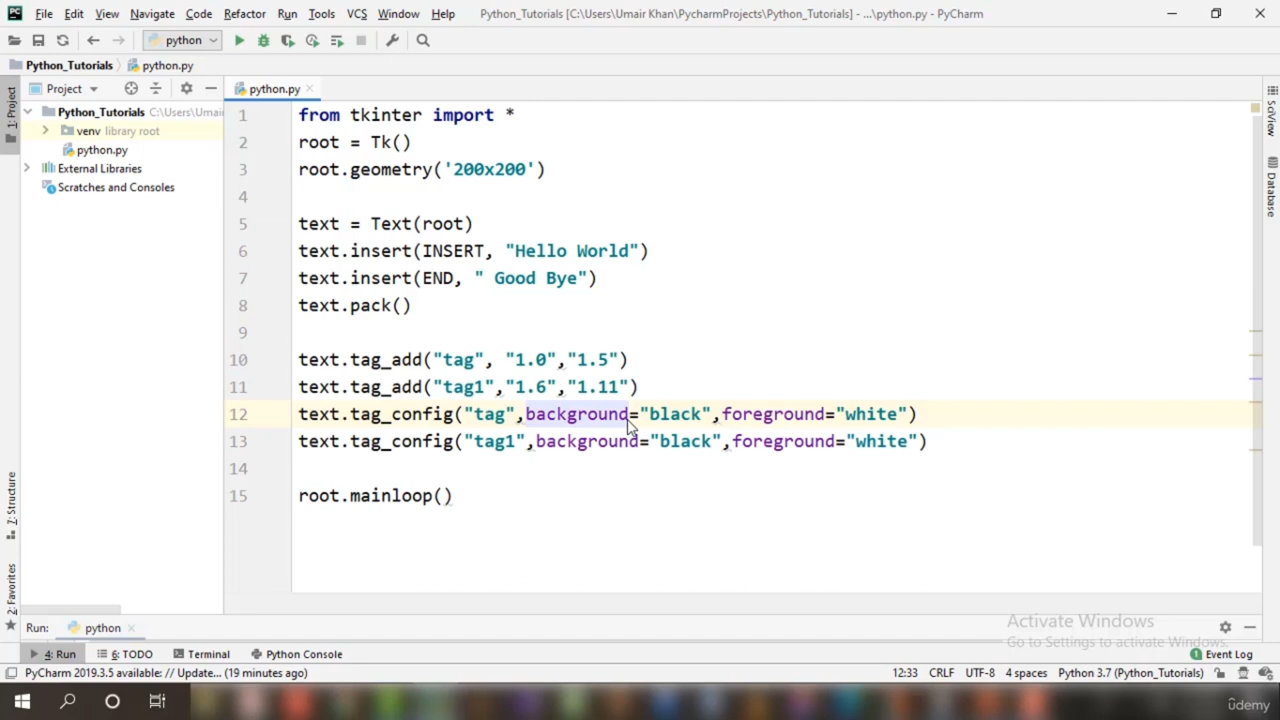 PC File Edit View Navigate Code Refactor Run Tools VCS Window Help Python_Tutorials [C:\Users\Umair Khan\PycharmProjects\Python_Tutorials] - ...\python.py - PyCharm
python
Python_Tutorials python.py
1: Project
Project
python.py
Python_Tutorials C:\Users\Umai
venv library root
python.py
External Libraries
Scratches and Consoles
1 from tkinter import *
2 root = Tk()
3 root.geometry('200x200')
4
5 text = Text(root)
6 text.insert(INSERT, "Hello World")
7 text.insert(END, " Good Bye")
8 text.pack()
9
10 text.tag_add("tag", "1.0","1.5")
11 text.tag_add("tag1","1.6","1.11")
12 text.tag_config("tag",background="black",foreground="white")
13 text.tag_config("tag1",background="black",foreground="white")
14
15 root.mainloop()
SciView
Database
Z: Structure
2: Favorites
Activate Windows
Go to Settings to activate Windows.
Run: python
4: Run 6: TODO Terminal Python Console 1 Event Log
PyCharm 2019.3.5 available: // Update... (19 minutes ago) 12:33 CRLF UTF-8 4 spaces Python 3.7 (Python_Tutorials)
ûdemy